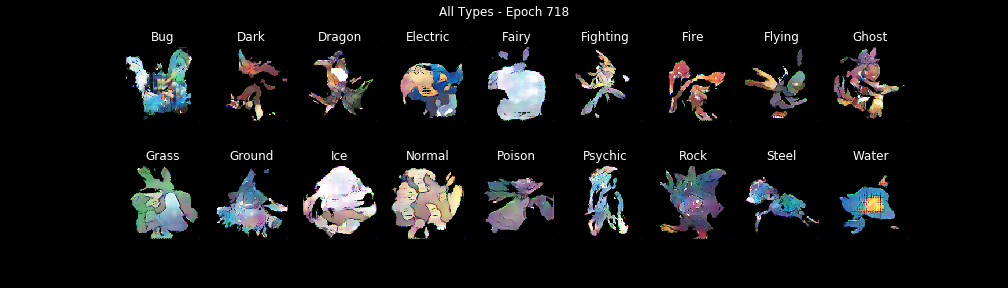 All Types - Epoch 718
Bug Dark Dragon Electric Fairy Fighting Fire Flying Ghost
Grass Ground Ice Normal Poison Psychic Rock Steel Water